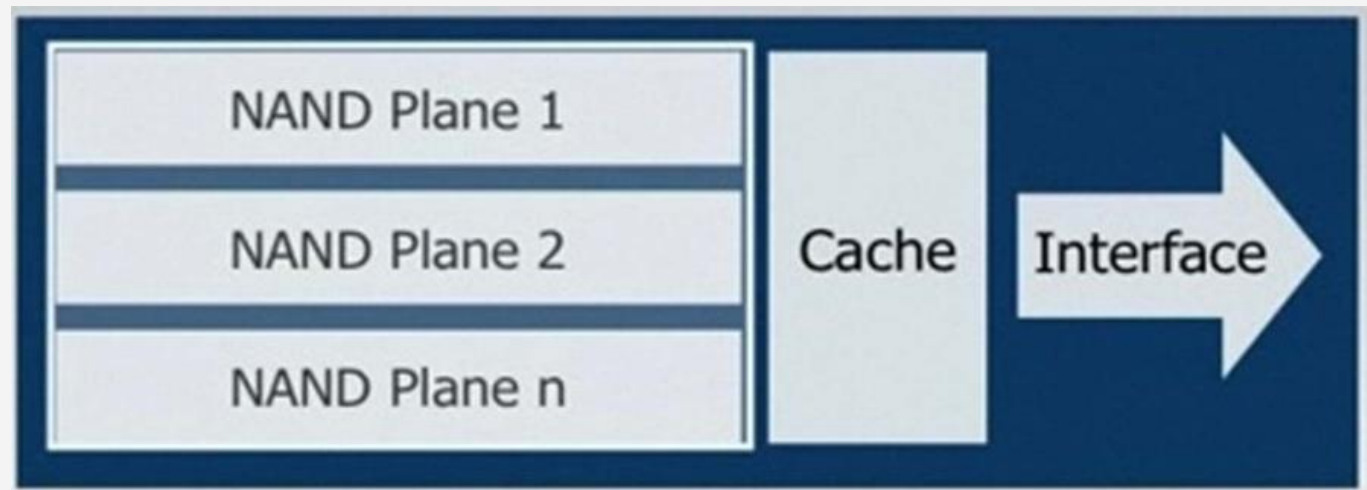 NAND Plane 1
NAND Plane 2
NAND Plane n
Cache
Interface